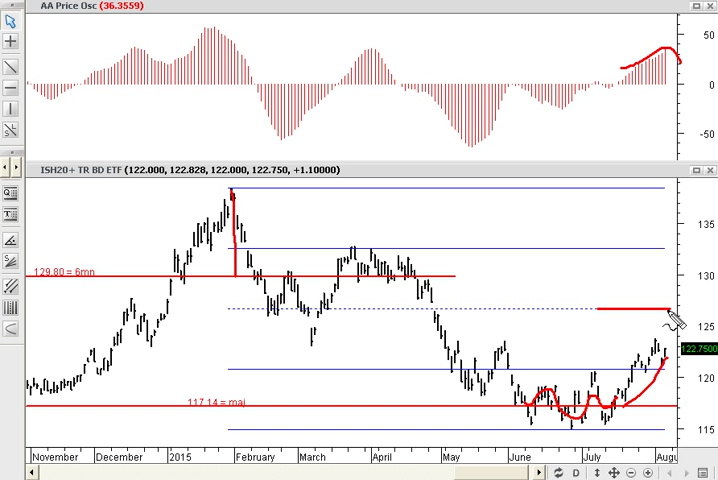 AA Price Osc (36.3559)
50
0
-50
ISH20+ TR BD ETF (122.000, 122.828, 122.000, 122.750, +1.10000)
135
129.80 = 6mn
130
125
122.7500
120
117.14 = maj
115
November December 2015 February March April May June July Augu
D